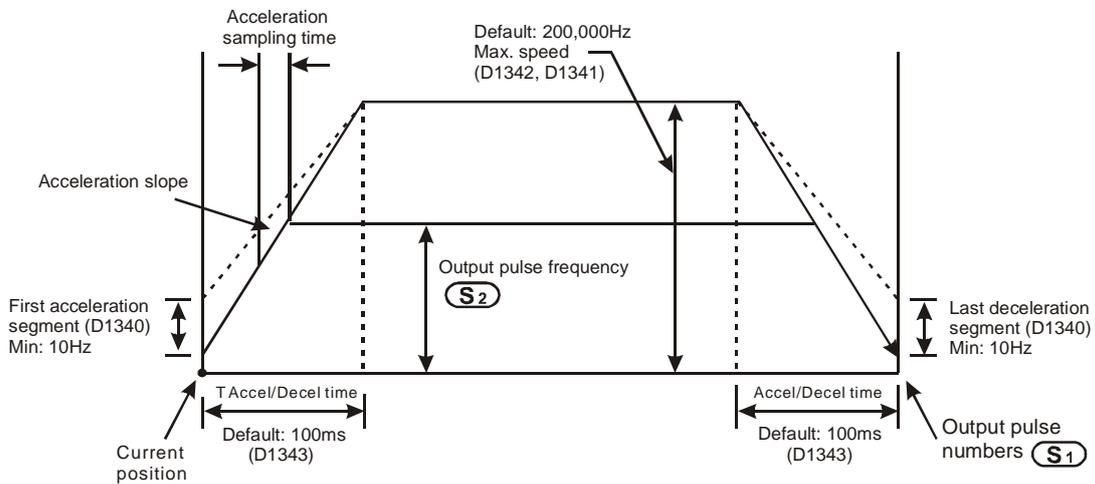 Acceleration
sampling time
Default: 200,000Hz
Max. speed
(D1342, D1341)
Acceleration slope
Output pulse frequency
S 2
First acceleration
segment (D1340)
Min: 10Hz
Last deceleration
segment (D1340)
Min: 10Hz
T Accel/Decel time
Accel/Decel time
Default: 100ms
(D1343)
Default: 100ms
(D1343)
Current
position
Output pulse
numbers S 1